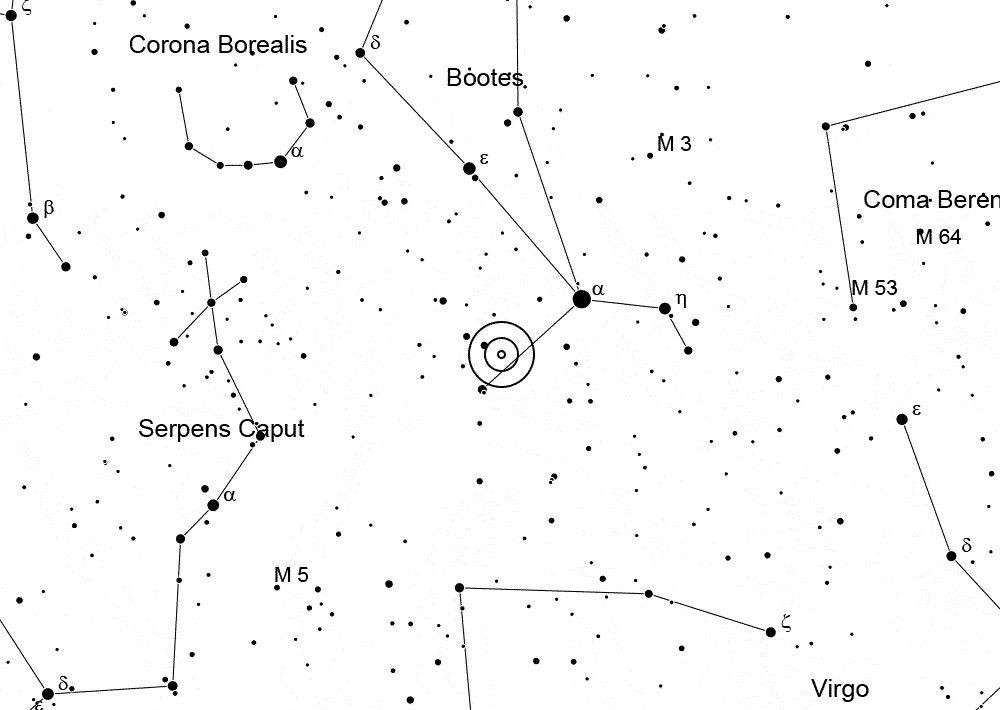 ζ
δ
Corona Borealis
Bootes
M 3
α
ε
β
Coma Beren
M 64
α
M 53
η
ε
Serpens Caput
α
δ
M 5
ζ
δ
ε
Virgo